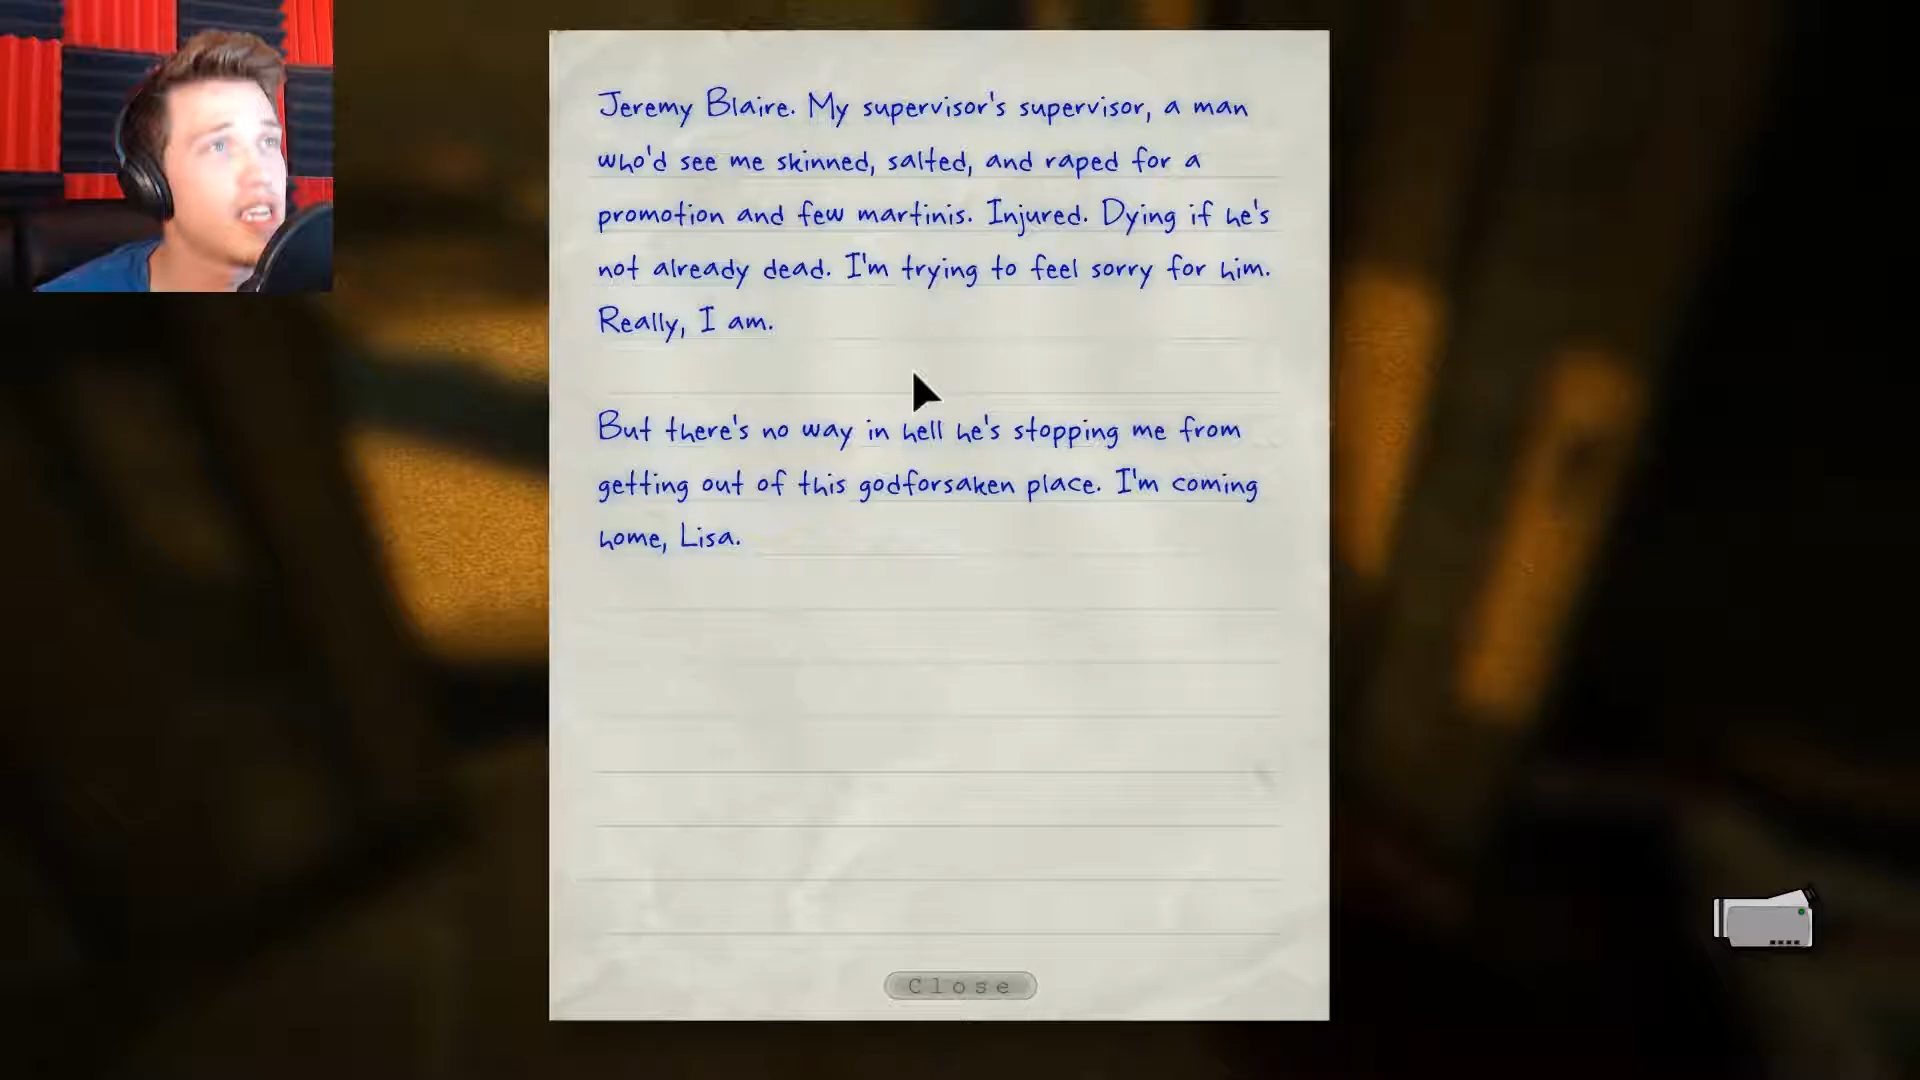 Jeremy Blaire. My supervisor's supervisor, a man
who'd see me skinned, salted, and raped for a
promotion and few martinis. Injured. Dying if he's
not already dead. I'm trying to feel sorry for him.
Really, I am.
But there's no way in hell he's stopping me from
getting out of this godforsaken place. I'm coming
home, Lisa.
Close